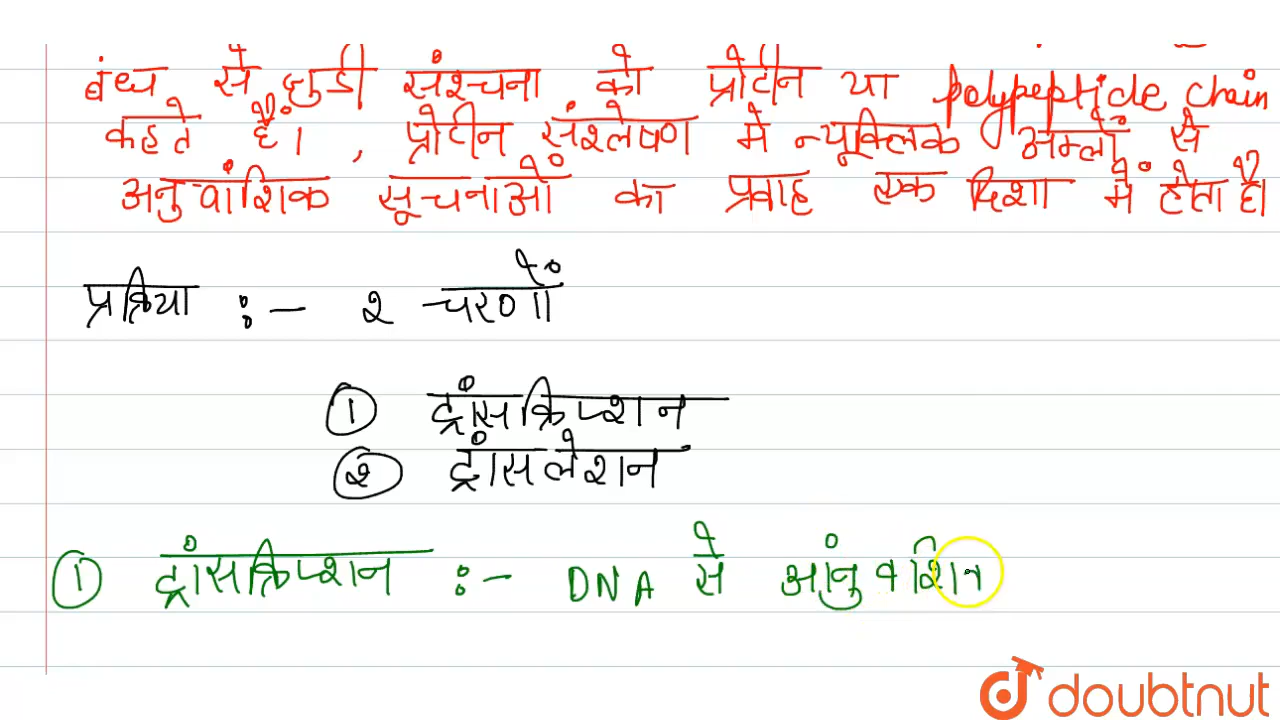 बंध्य से जुडी संरचना को प्रोटीन या polypeptide chain
कहते हैं। , प्रोटीन संश्लेषण में न्यूक्लिक अम्लों से
अनुवांशिक सूचनाओं का प्रवाह एक दिशा में होता है।
प्रक्रिया :- 2 चरणों
① ट्रांसक्रिप्शन
② ट्रांसलेशन
① ट्रांसक्रिप्शन :- DNA से आंनुवशिन
doubtnut